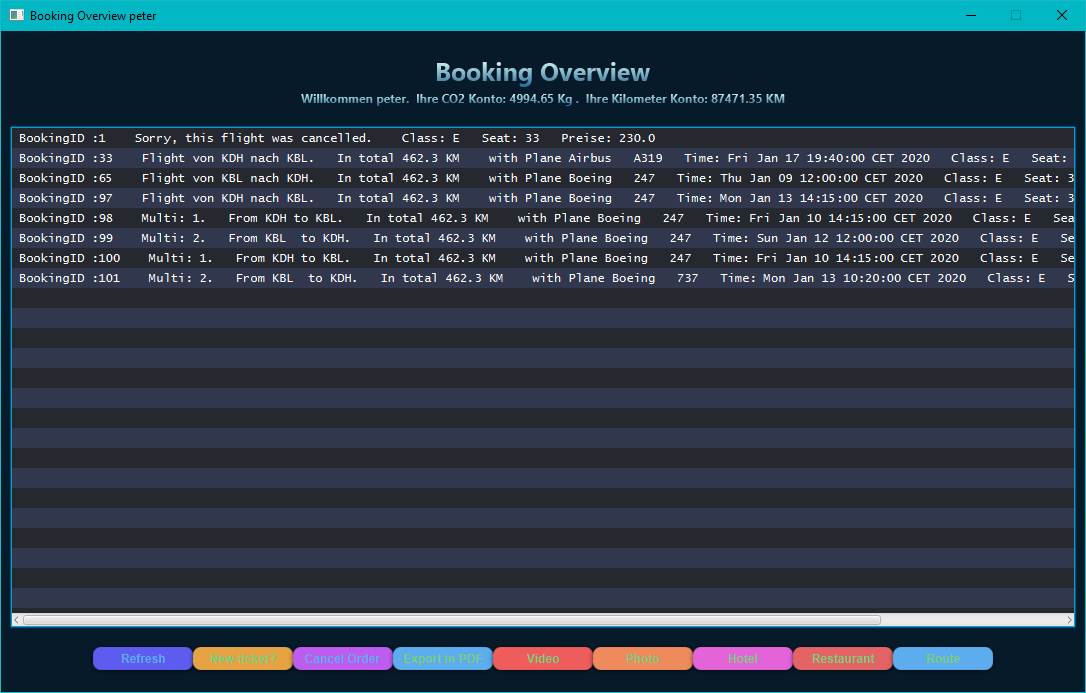 Booking Overview peter
Booking Overview
Willkommen peter. Ihre CO2 Konto: 4994.65 Kg . Ihre Kilometer Konto: 87471.35 KM
BookingID :1 Sorry, this flight was cancelled. Class: E Seat: 33 Preise: 230.0
BookingID :33 Flight von KDH nach KBL. In total 462.3 KM with Plane Airbus A319 Time: Fri Jan 17 19:40:00 CET 2020 Class: E Seat:
BookingID :65 Flight von KBL nach KDH. In total 462.3 KM with Plane Boeing 247 Time: Thu Jan 09 12:00:00 CET 2020 Class: E Seat: 3
BookingID :97 Flight von KDH nach KBL. In total 462.3 KM with Plane Boeing 247 Time: Mon Jan 13 14:15:00 CET 2020 Class: E Seat: 3
BookingID :98 Multi: 1. From KDH to KBL. In total 462.3 KM with Plane Boeing 247 Time: Fri Jan 10 14:15:00 CET 2020 Class: E Sea
BookingID :99 Multi: 2. From KBL to KDH. In total 462.3 KM with Plane Boeing 247 Time: Sun Jan 12 12:00:00 CET 2020 Class: E Se
BookingID :100 Multi: 1. From KDH to KBL. In total 462.3 KM with Plane Boeing 247 Time: Fri Jan 10 14:15:00 CET 2020 Class: E Se
BookingID :101 Multi: 2. From KBL to KDH. In total 462.3 KM with Plane Boeing 737 Time: Mon Jan 13 10:20:00 CET 2020 Class: E S
Refresh New ticket? Cancel Order Export in PDF Video Photo Hotel Restaurant Route